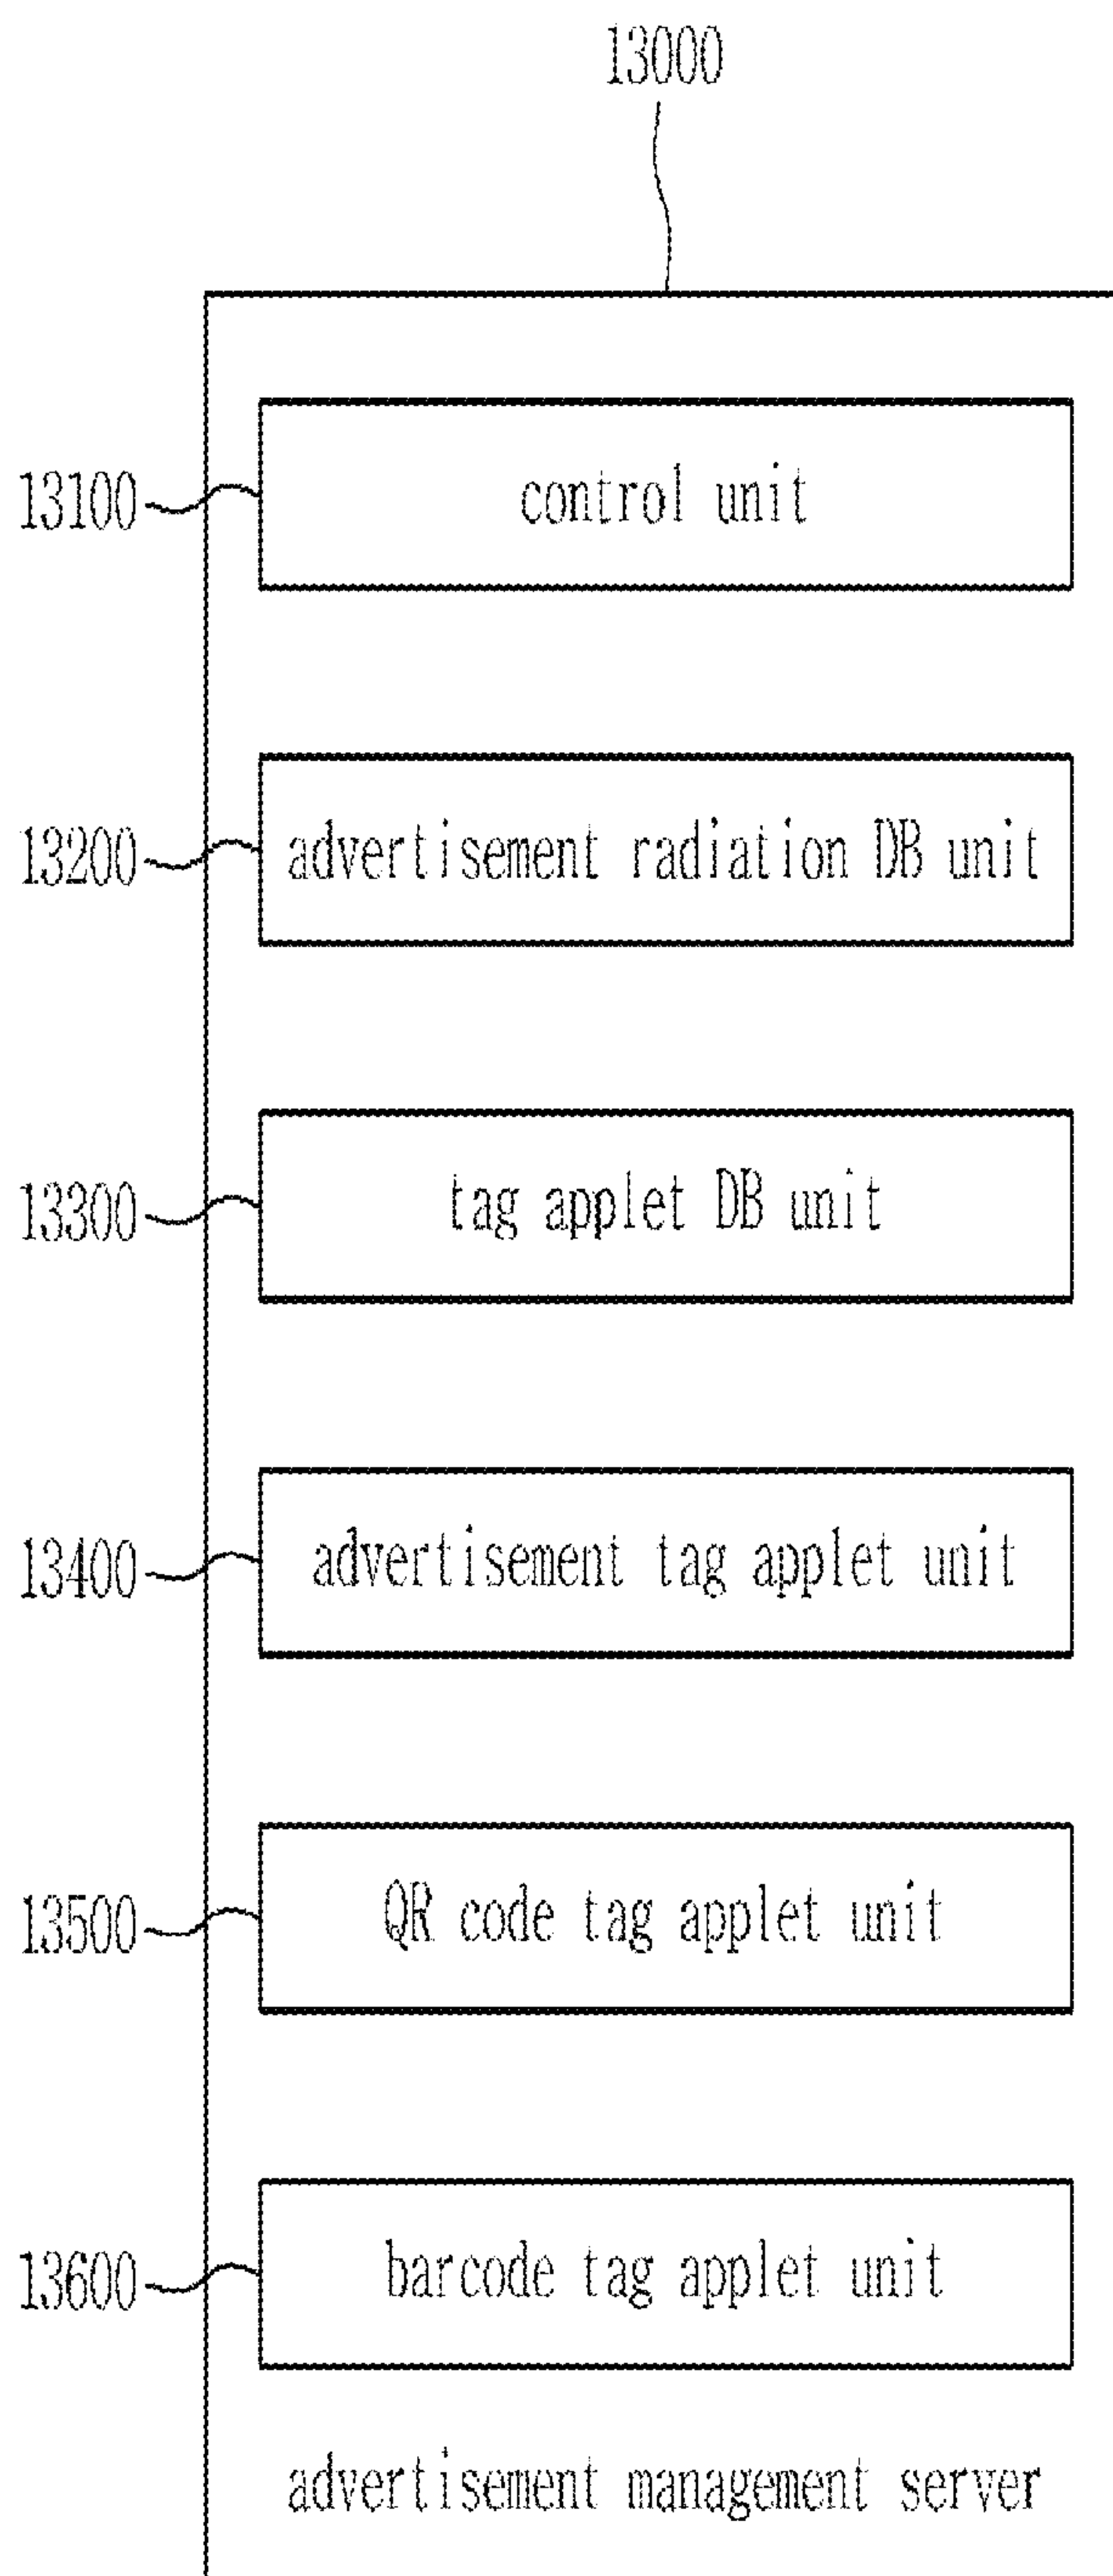 13000
13100 control unit
13200 advertisement radiation DB unit
13300 tag applet DB unit
13400 advertisement tag applet unit
13500 QR code tag applet unit
13600 barcode tag applet unit
advertisement management server